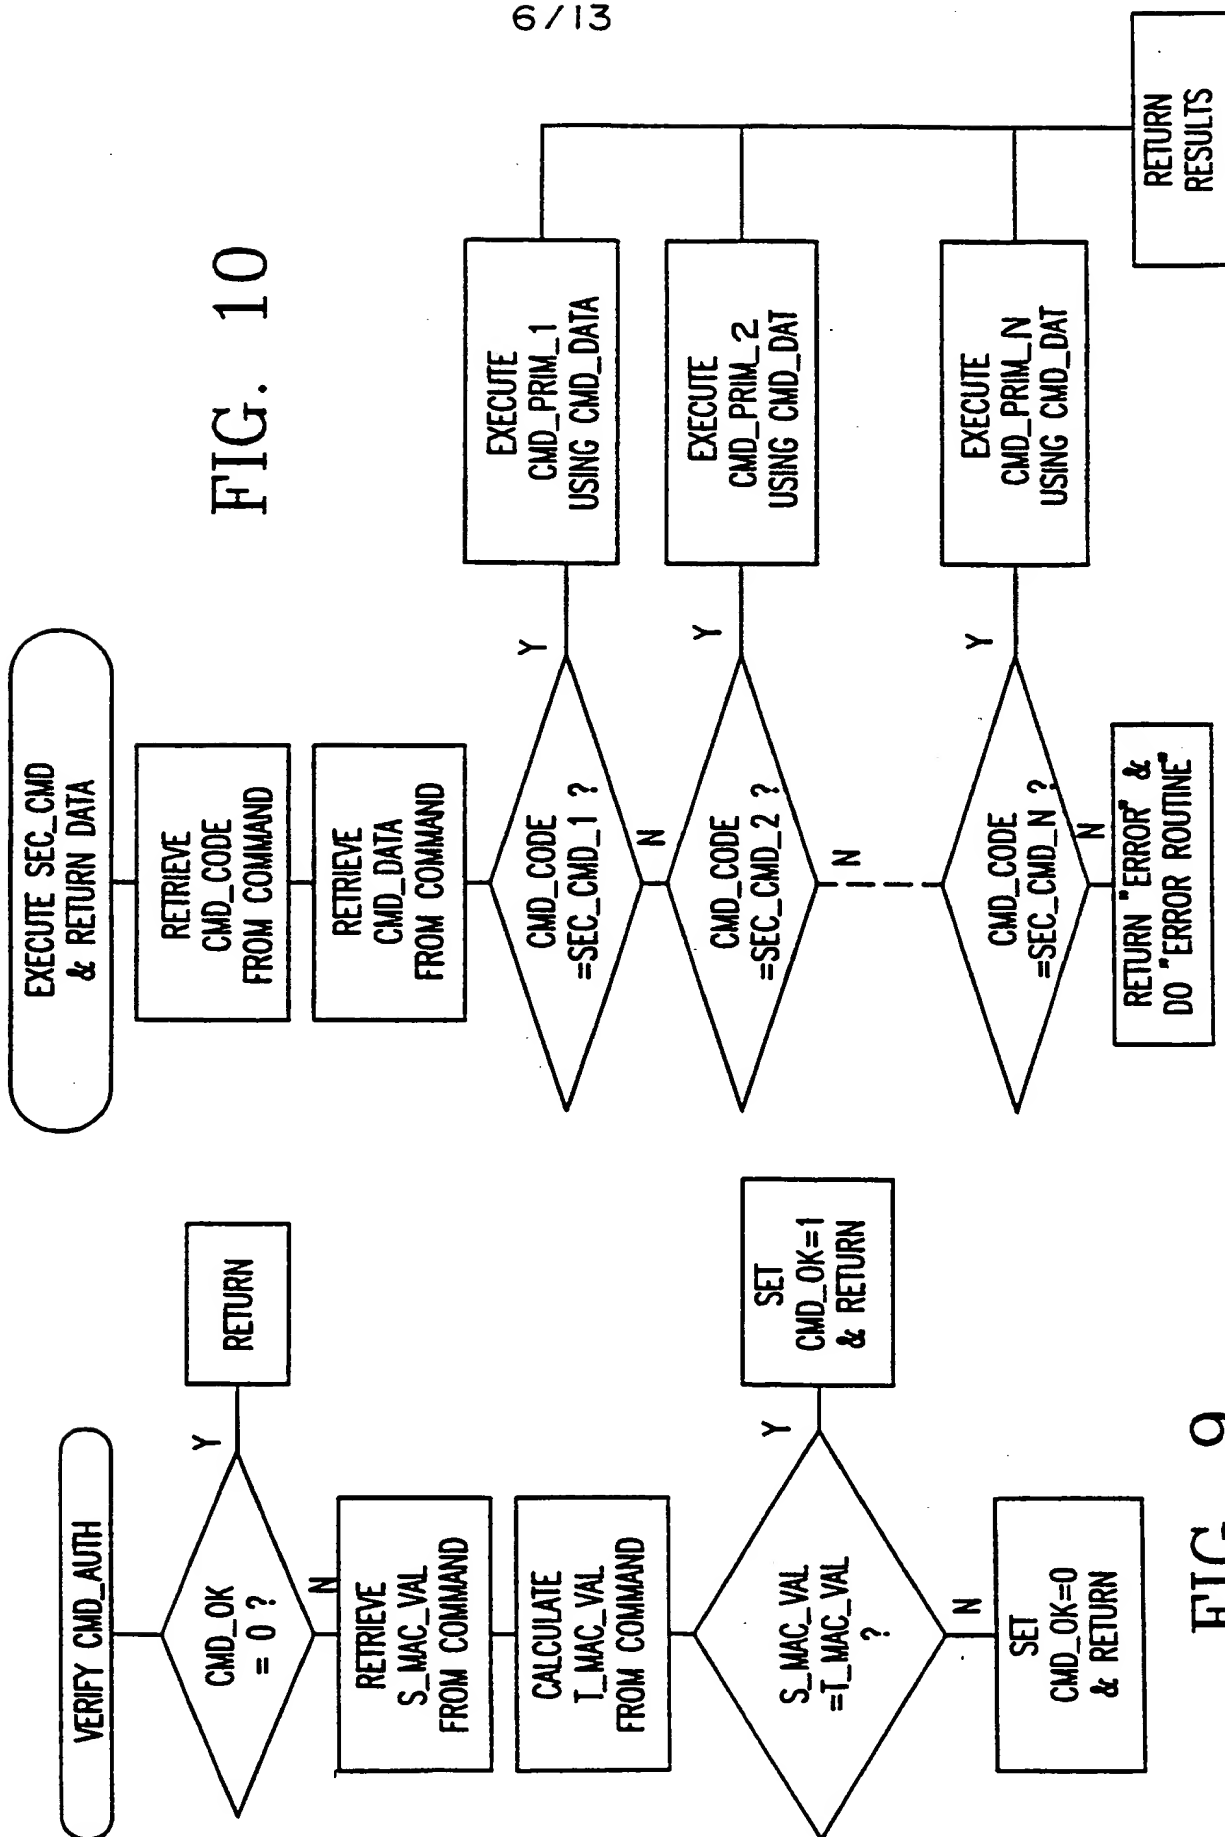 6/13
VERIFY CMD_AUTH
CMD_OK
= 0 ?
Y
RETURN
N
RETRIEVE
S_MAC_VAL
FROM COMMAND
CALCULATE
T_MAC_VAL
FROM COMMAND
S_MAC_VAL
=T_MAC_VAL
?
Y
SET
CMD_OK=1
& RETURN
N
SET
CMD_OK=0
& RETURN
FIG. 9
EXECUTE SEC_CMD
& RETURN DATA
RETRIEVE
CMD_CODE
FROM COMMAND
RETRIEVE
CMD_DATA
FROM COMMAND
CMD_CODE
=SEC_CMD_1 ?
Y
EXECUTE
CMD_PRIM_1
USING CMD_DATA
N
CMD_CODE
=SEC_CMD_2 ?
Y
EXECUTE
CMD_PRIM_2
USING CMD_DAT
N
CMD_CODE
=SEC_CMD_N ?
Y
EXECUTE
CMD_PRIM_N
USING CMD_DAT
N
RETURN "ERROR" &
DO "ERROR ROUTINE"
RETURN
RESULTS
FIG. 10